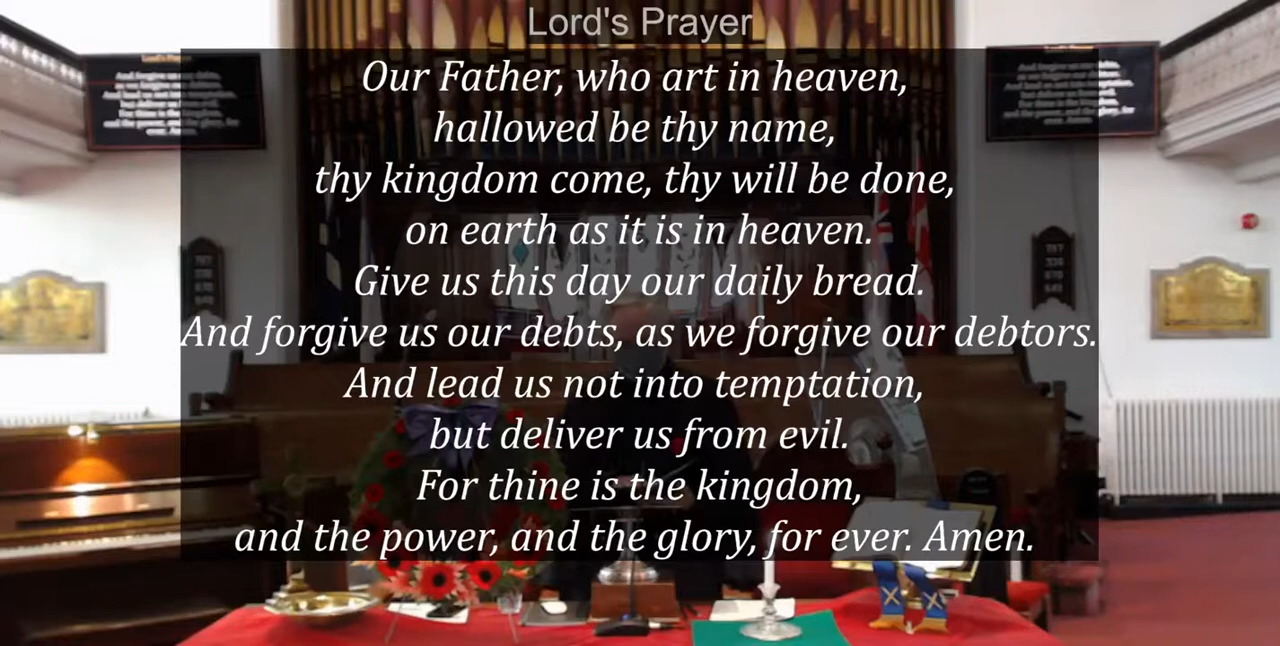 Lord's Prayer
Our Father, who art in heaven,
hallowed be thy name,
thy kingdom come, thy will be done,
on earth as it is in heaven.
Give us this day our daily bread.
And forgive us our debts, as we forgive our debtors.
And lead us not into temptation,
but deliver us from evil.
For thine is the kingdom,
and the power, and the glory, for ever. Amen.